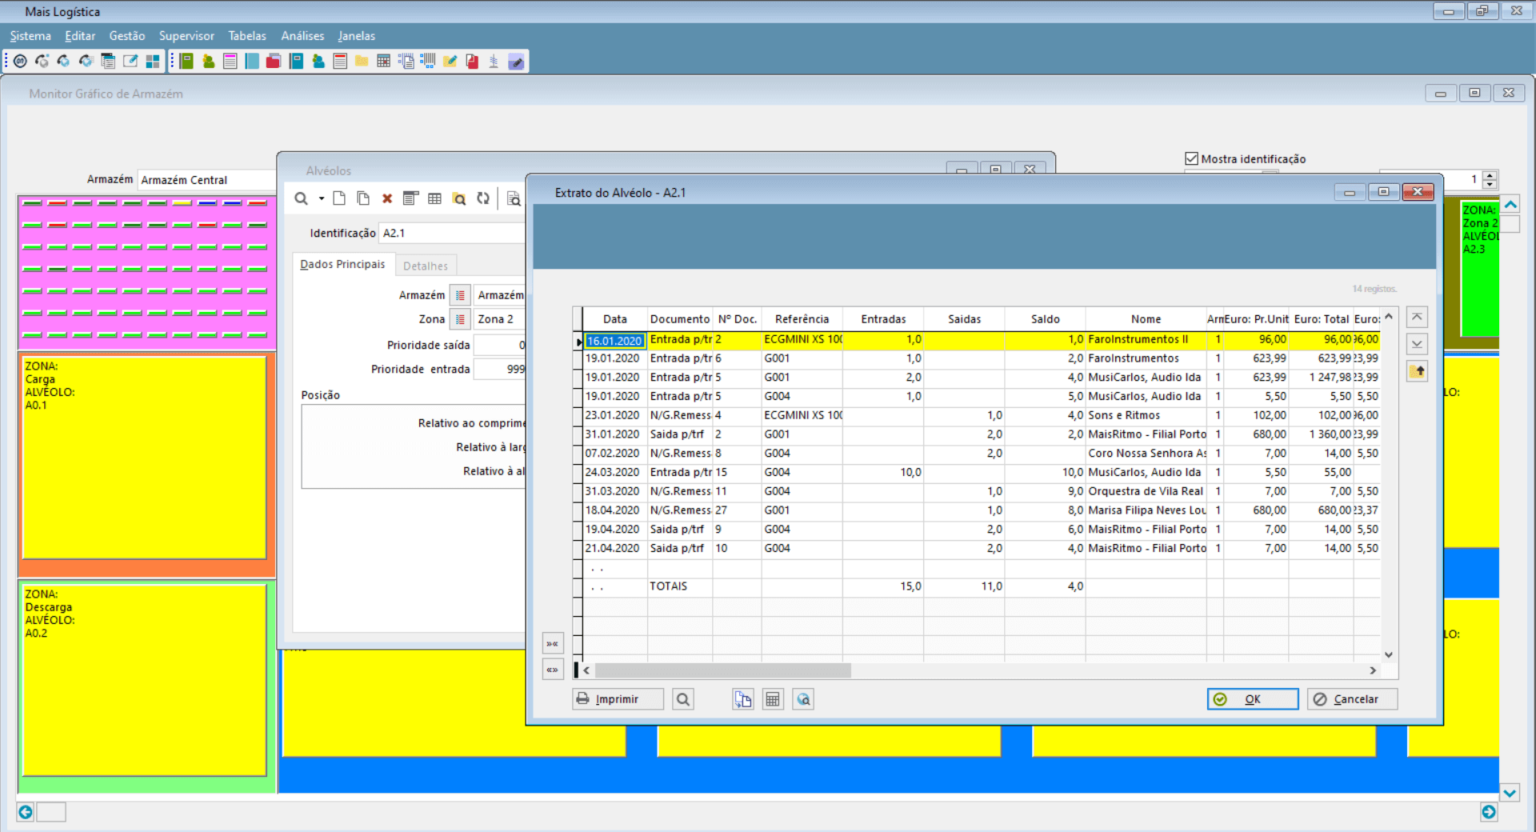 Mais Logística
Sistema Editar Gestão Supervisor Tabelas Análises Janelas
Monitor Gráfico de Armazém
Mostra identificação
Armazém Armazém Central
1
ZONA:
Zona 2
A2.3
ZONA:
Carga
ALVÉOLO:
A0.1
ZONA:
Descarga
ALVÉOLO:
A0.2
Alvéolos
Identificação A2.1
Dados Principais Detalhes
Armazém Armazém
Zona Zona 2
Prioridade saída 0
Prioridade entrada 999
Posição
Relativo ao comprime
Relativo à larg
Relativo à al
Extrato do Alvéolo - A2.1
14 registos.
Data Documento Nº Doc. Referência Entradas Saidas Saldo Nome Arm Euro: Pr.Unit Euro: Total Euro:
16.01.2020 Entrada p/tr 2 ECGMINI XS 100 1,0 1,0 FaroInstrumentos II 1 96,00 96,00 96,00
19.01.2020 Entrada p/tr 6 G001 1,0 2,0 FaroInstrumentos 1 623,99 623,99 23,99
19.01.2020 Entrada p/tr 5 G001 2,0 4,0 MusiCarlos, Audio lda 1 623,99 1 247,98 23,99
19.01.2020 Entrada p/tr 5 G004 1,0 5,0 MusiCarlos, Audio lda 1 5,50 5,50 5,50
23.01.2020 N/G.Remess 4 ECGMINI XS 100 1,0 4,0 Sons e Ritmos 1 102,00 102,00 96,00
31.01.2020 Saida p/trf 2 G001 2,0 2,0 MaisRitmo - Filial Porto 1 680,00 1 360,00 23,99
07.02.2020 N/G.Remess 8 G004 2,0 Coro Nossa Senhora As 1 7,00 14,00 5,50
24.03.2020 Entrada p/tr 15 G004 10,0 10,0 MusiCarlos, Audio lda 1 5,50 55,00
31.03.2020 N/G.Remess 11 G004 1,0 9,0 Orquestra de Vila Real 1 7,00 7,00 5,50
18.04.2020 N/G.Remess 27 G001 1,0 8,0 Marisa Filipa Neves Lou 1 680,00 680,00 23,37
19.04.2020 Saida p/trf 9 G004 2,0 6,0 MaisRitmo - Filial Porto 1 7,00 14,00 5,50
21.04.2020 Saida p/trf 10 G004 2,0 4,0 MaisRitmo - Filial Porto 1 7,00 14,00 5,50
. .
. . TOTAIS 15,0 11,0 4,0
Imprimir OK Cancelar
LO:
LO: